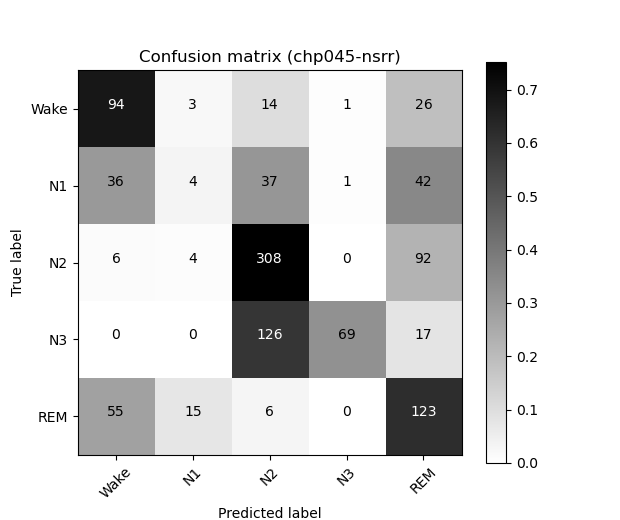 Confusion matrix (chp045-nsrr)
Wake 94 3 14 1 26
N1 36 4 37 1 42
N2 6 4 308 0 92
N3 0 0 126 69 17
REM 55 15 6 0 123
Wake N1 N2 N3 REM
Predicted label
True label
0.7
0.6
0.5
0.4
0.3
0.2
0.1
0.0